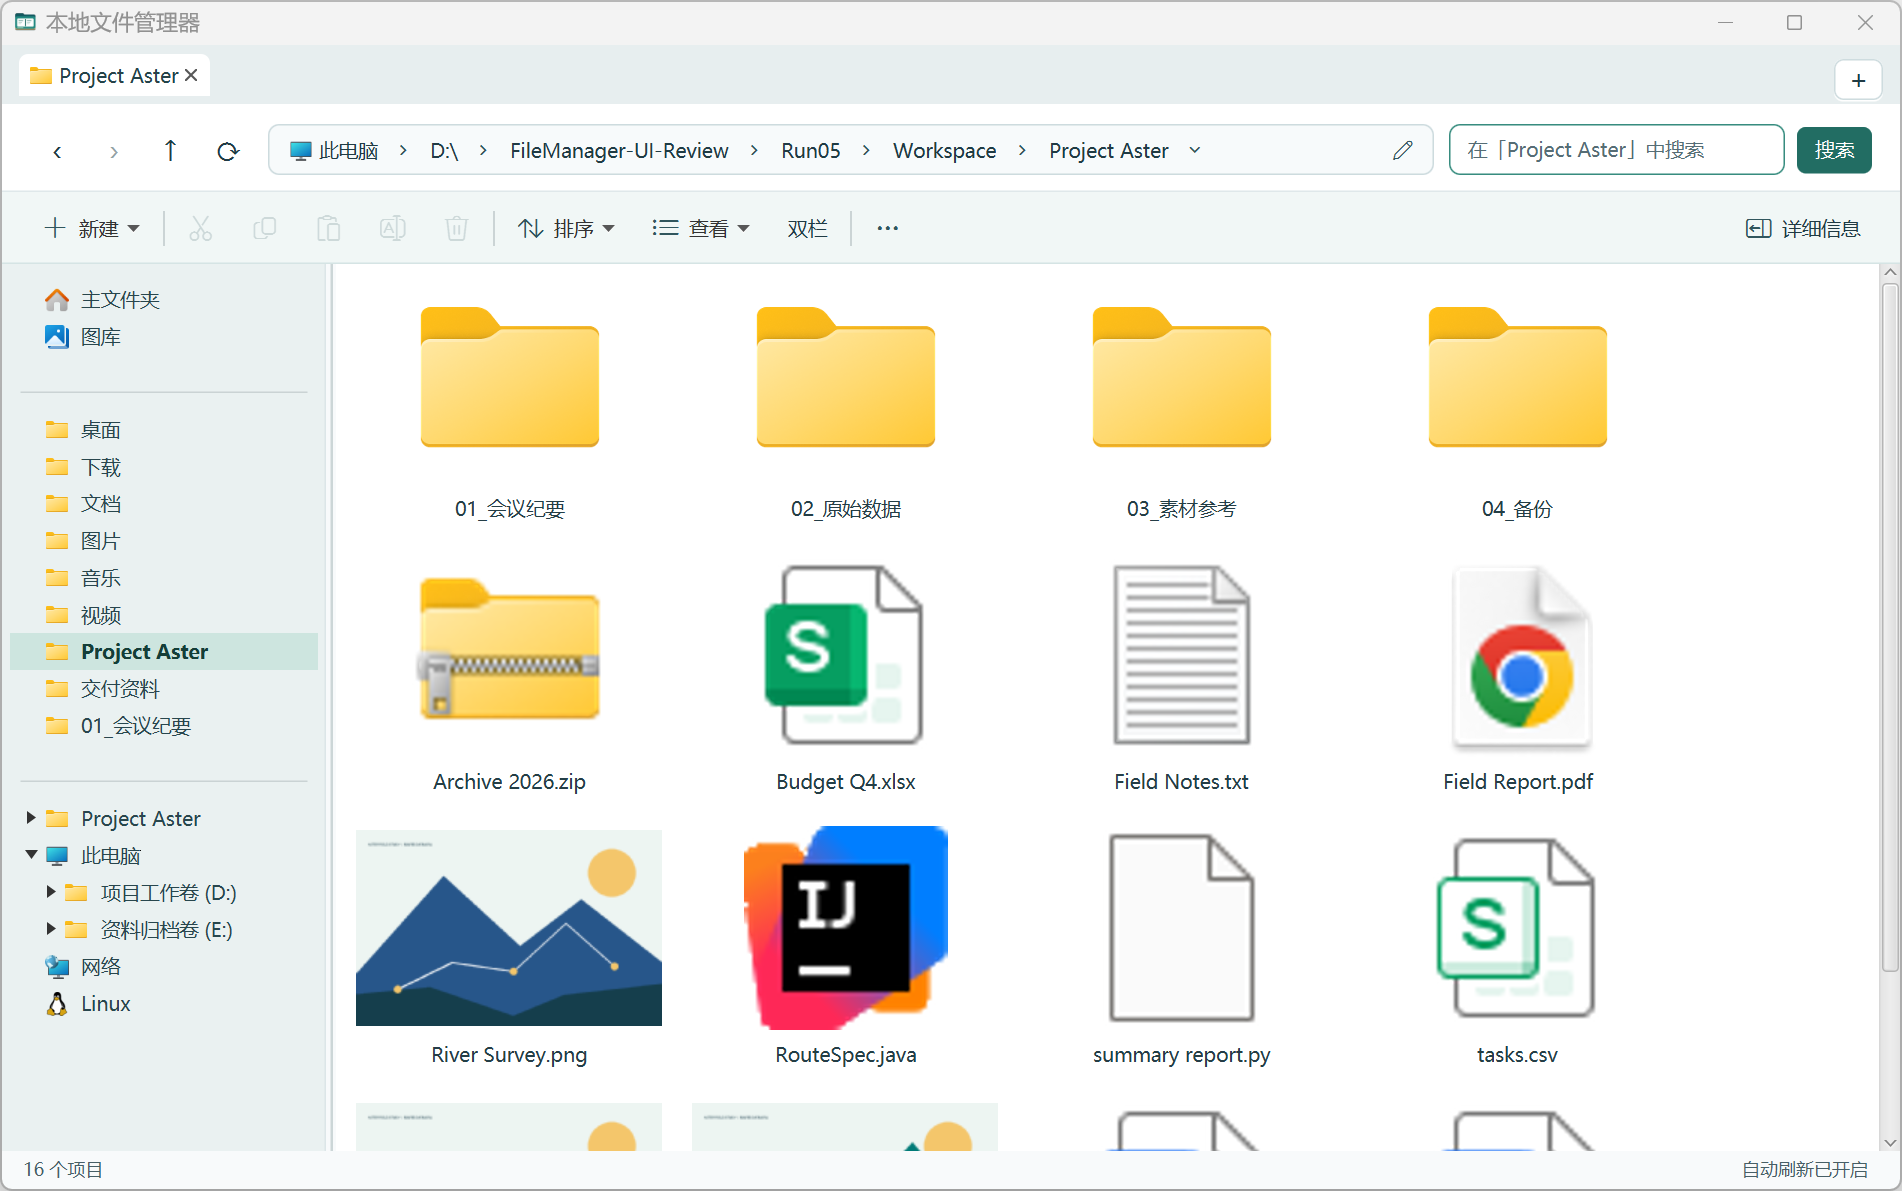 本地文件管理器
Project Aster
此电脑 › D:\ › FileManager-UI-Review › Run05 › Workspace › Project Aster
在「Project Aster」中搜索
搜索
新建
排序
查看
双栏
详细信息
主文件夹
图库
桌面
下载
文档
图片
音乐
视频
Project Aster
交付资料
01_会议纪要
Project Aster
此电脑
项目工作卷 (D:)
资料归档卷 (E:)
网络
Linux
01_会议纪要
02_原始数据
03_素材参考
04_备份
Archive 2026.zip
Budget Q4.xlsx
Field Notes.txt
Field Report.pdf
River Survey.png
RouteSpec.java
summary report.py
tasks.csv
S
IJ
S
16 个项目
自动刷新已开启